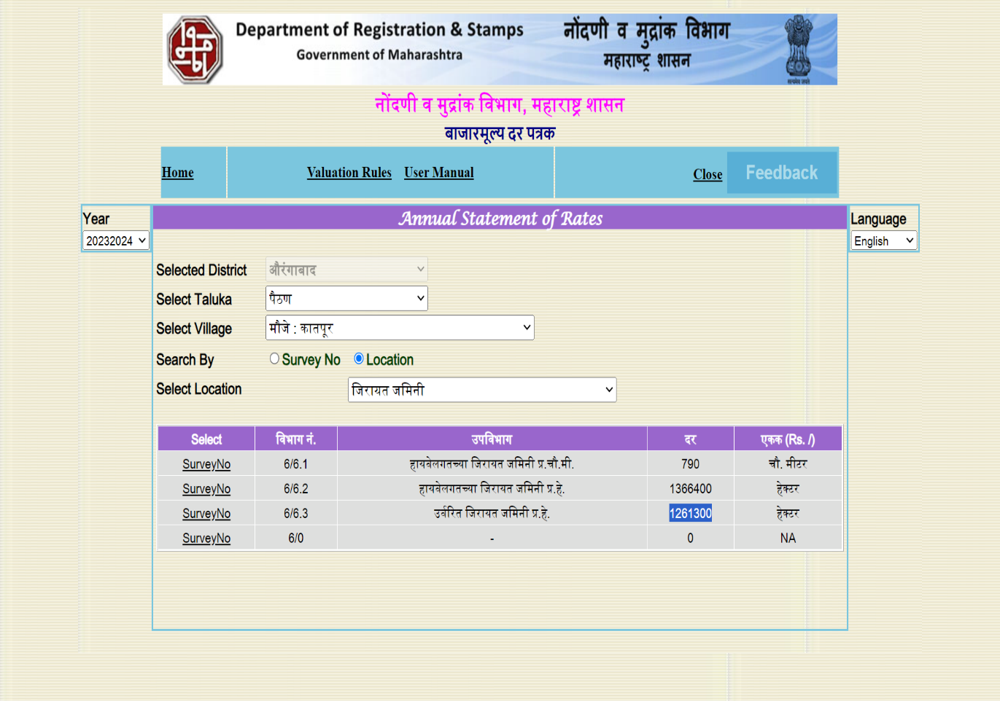 Department of Registration & Stamps
Government of Maharashtra
नोंदणी व मुद्रांक विभाग
महाराष्ट्र शासन
सत्यमेव जयते
नोंदणी व मुद्रांक विभाग, महाराष्ट्र शासन
बाजारमूल्य दर पत्रक
Home Valuation Rules User Manual Close Feedback
Year Annual Statement of Rates Language
20232024 English
Selected District औरंगाबाद
Select Taluka पैठण
Select Village मौजे : कातपूर
Search By Survey No Location
Select Location जिरायत जमिनी
Select विभाग नं. उपविभाग दर एकक (Rs. /)
SurveyNo 6/6.1 हायवेलगतच्या जिरायत जमिनी प्र.चौ.मी. 790 चौ. मीटर
SurveyNo 6/6.2 हायवेलगतच्या जिरायत जमिनी प्र.हे. 1366400 हेक्टर
SurveyNo 6/6.3 उर्वरित जिरायत जमिनी प्र.हे. 1261300 हेक्टर
SurveyNo 6/0 - 0 NA